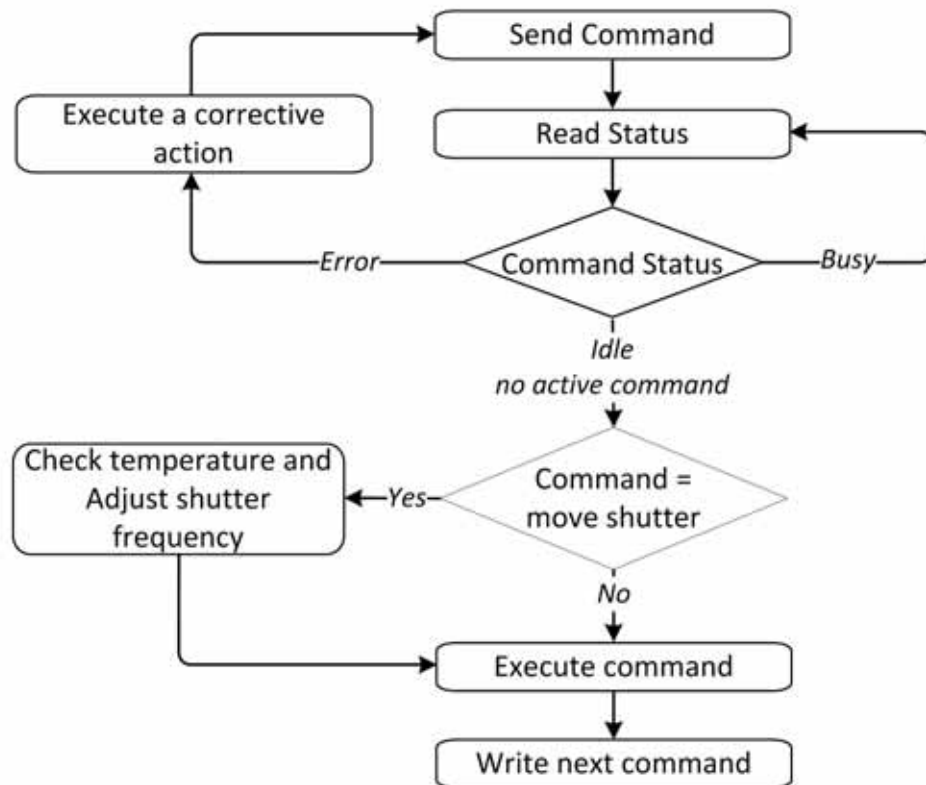 Send Command
Execute a corrective
action
Read Status
Error
Command Status
Busy
Idle
no active command
Check temperature and
Adjust shutter
frequency
Yes
Command =
move shutter
No
Execute command
Write next command